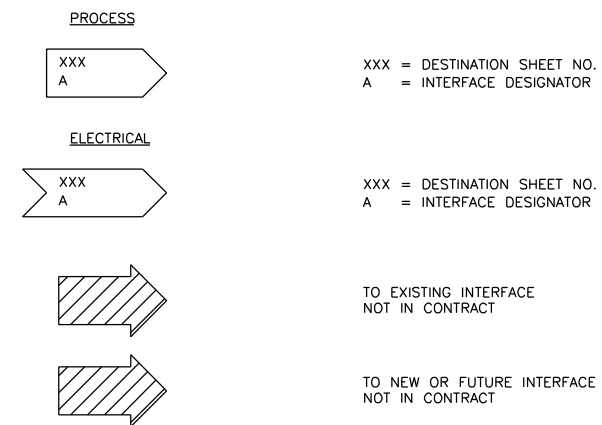 PROCESS
XXX
A
XXX = DESTINATION SHEET NO.
A = INTERFACE DESIGNATOR
ELECTRICAL
XXX
A
XXX = DESTINATION SHEET NO.
A = INTERFACE DESIGNATOR
TO EXISTING INTERFACE
NOT IN CONTRACT
TO NEW OR FUTURE INTERFACE
NOT IN CONTRACT